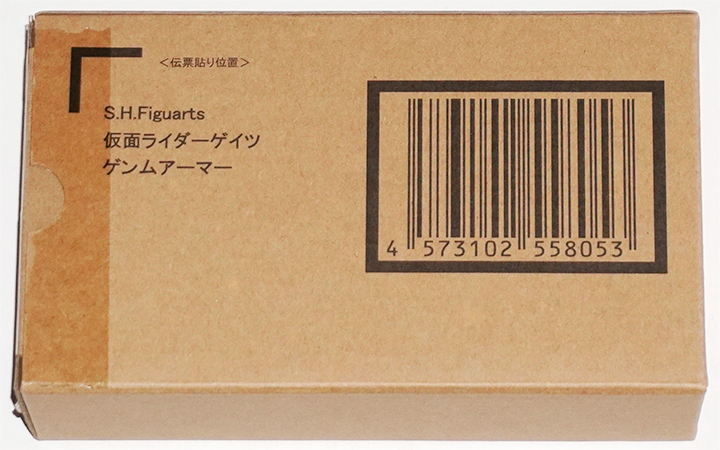 <伝票貼り位置>
S.H.Figuarts
仮面ライダーゲイツ
ゲンムアーマー
4 573102 558053